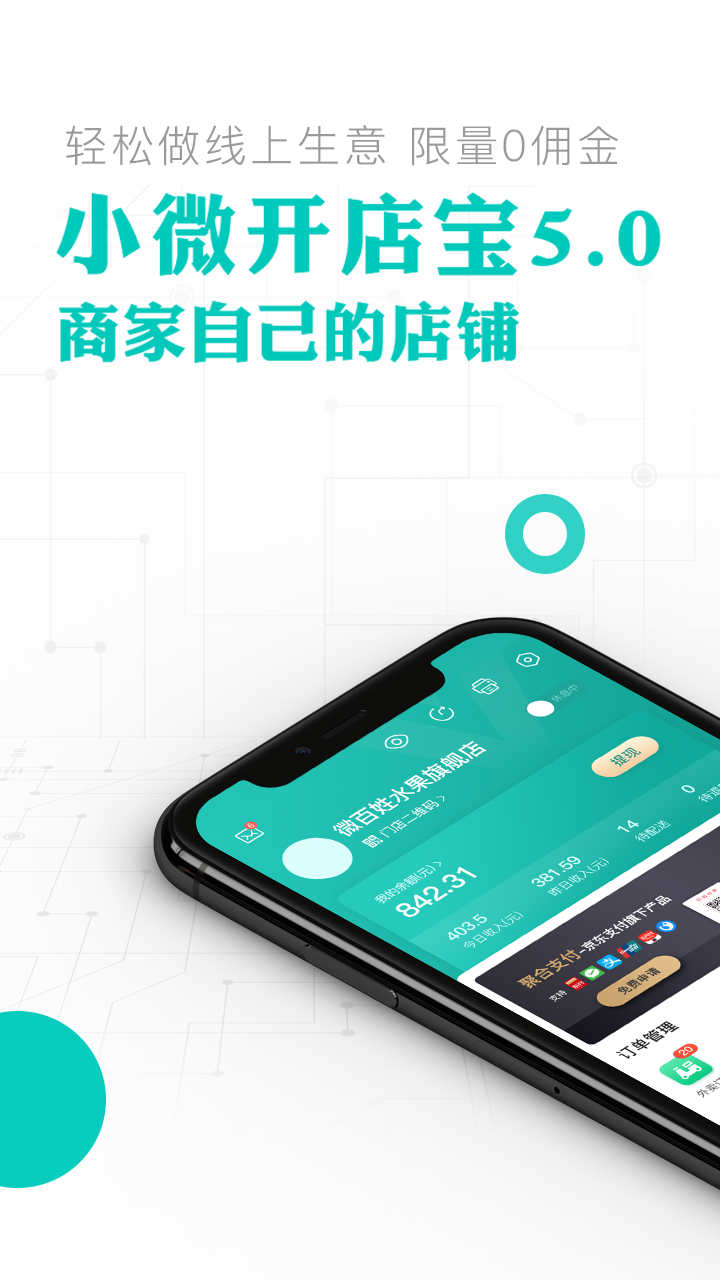 轻松做线上生意 限量0佣金
小微开店宝5.0
商家自己的店铺
休息中
6
微百姓水果旗舰店
门店二维码 >
提现
我的余额(元) >
842.31
403.5
今日收入(元)
381.59
昨日收入(元)
14
待配送
0
聚合支付-京东支付旗下产品
支持
免费申请
订单管理
20
外卖订